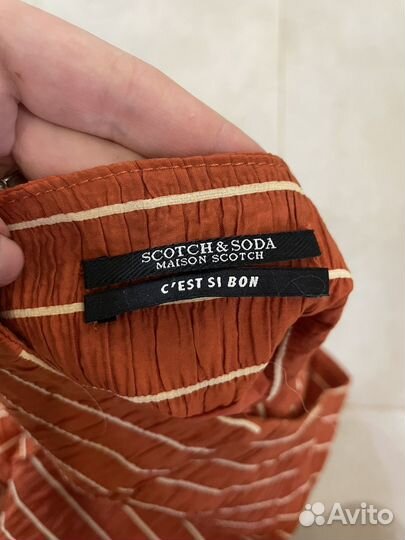 SCOTCH & SODA
MAISON SCOTCH
C'EST SI BON
Avito